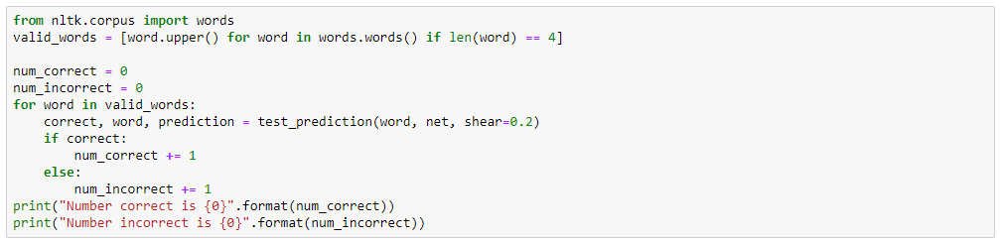 from nltk.corpus import words
valid_words = [word.upper() for word in words.words() if len(word) == 4]

num_correct = 0
num_incorrect = 0
for word in valid_words:
    correct, word, prediction = test_prediction(word, net, shear=0.2)
    if correct:
        num_correct += 1
    else:
        num_incorrect += 1
print("Number correct is {0}".format(num_correct))
print("Number incorrect is {0}".format(num_incorrect))